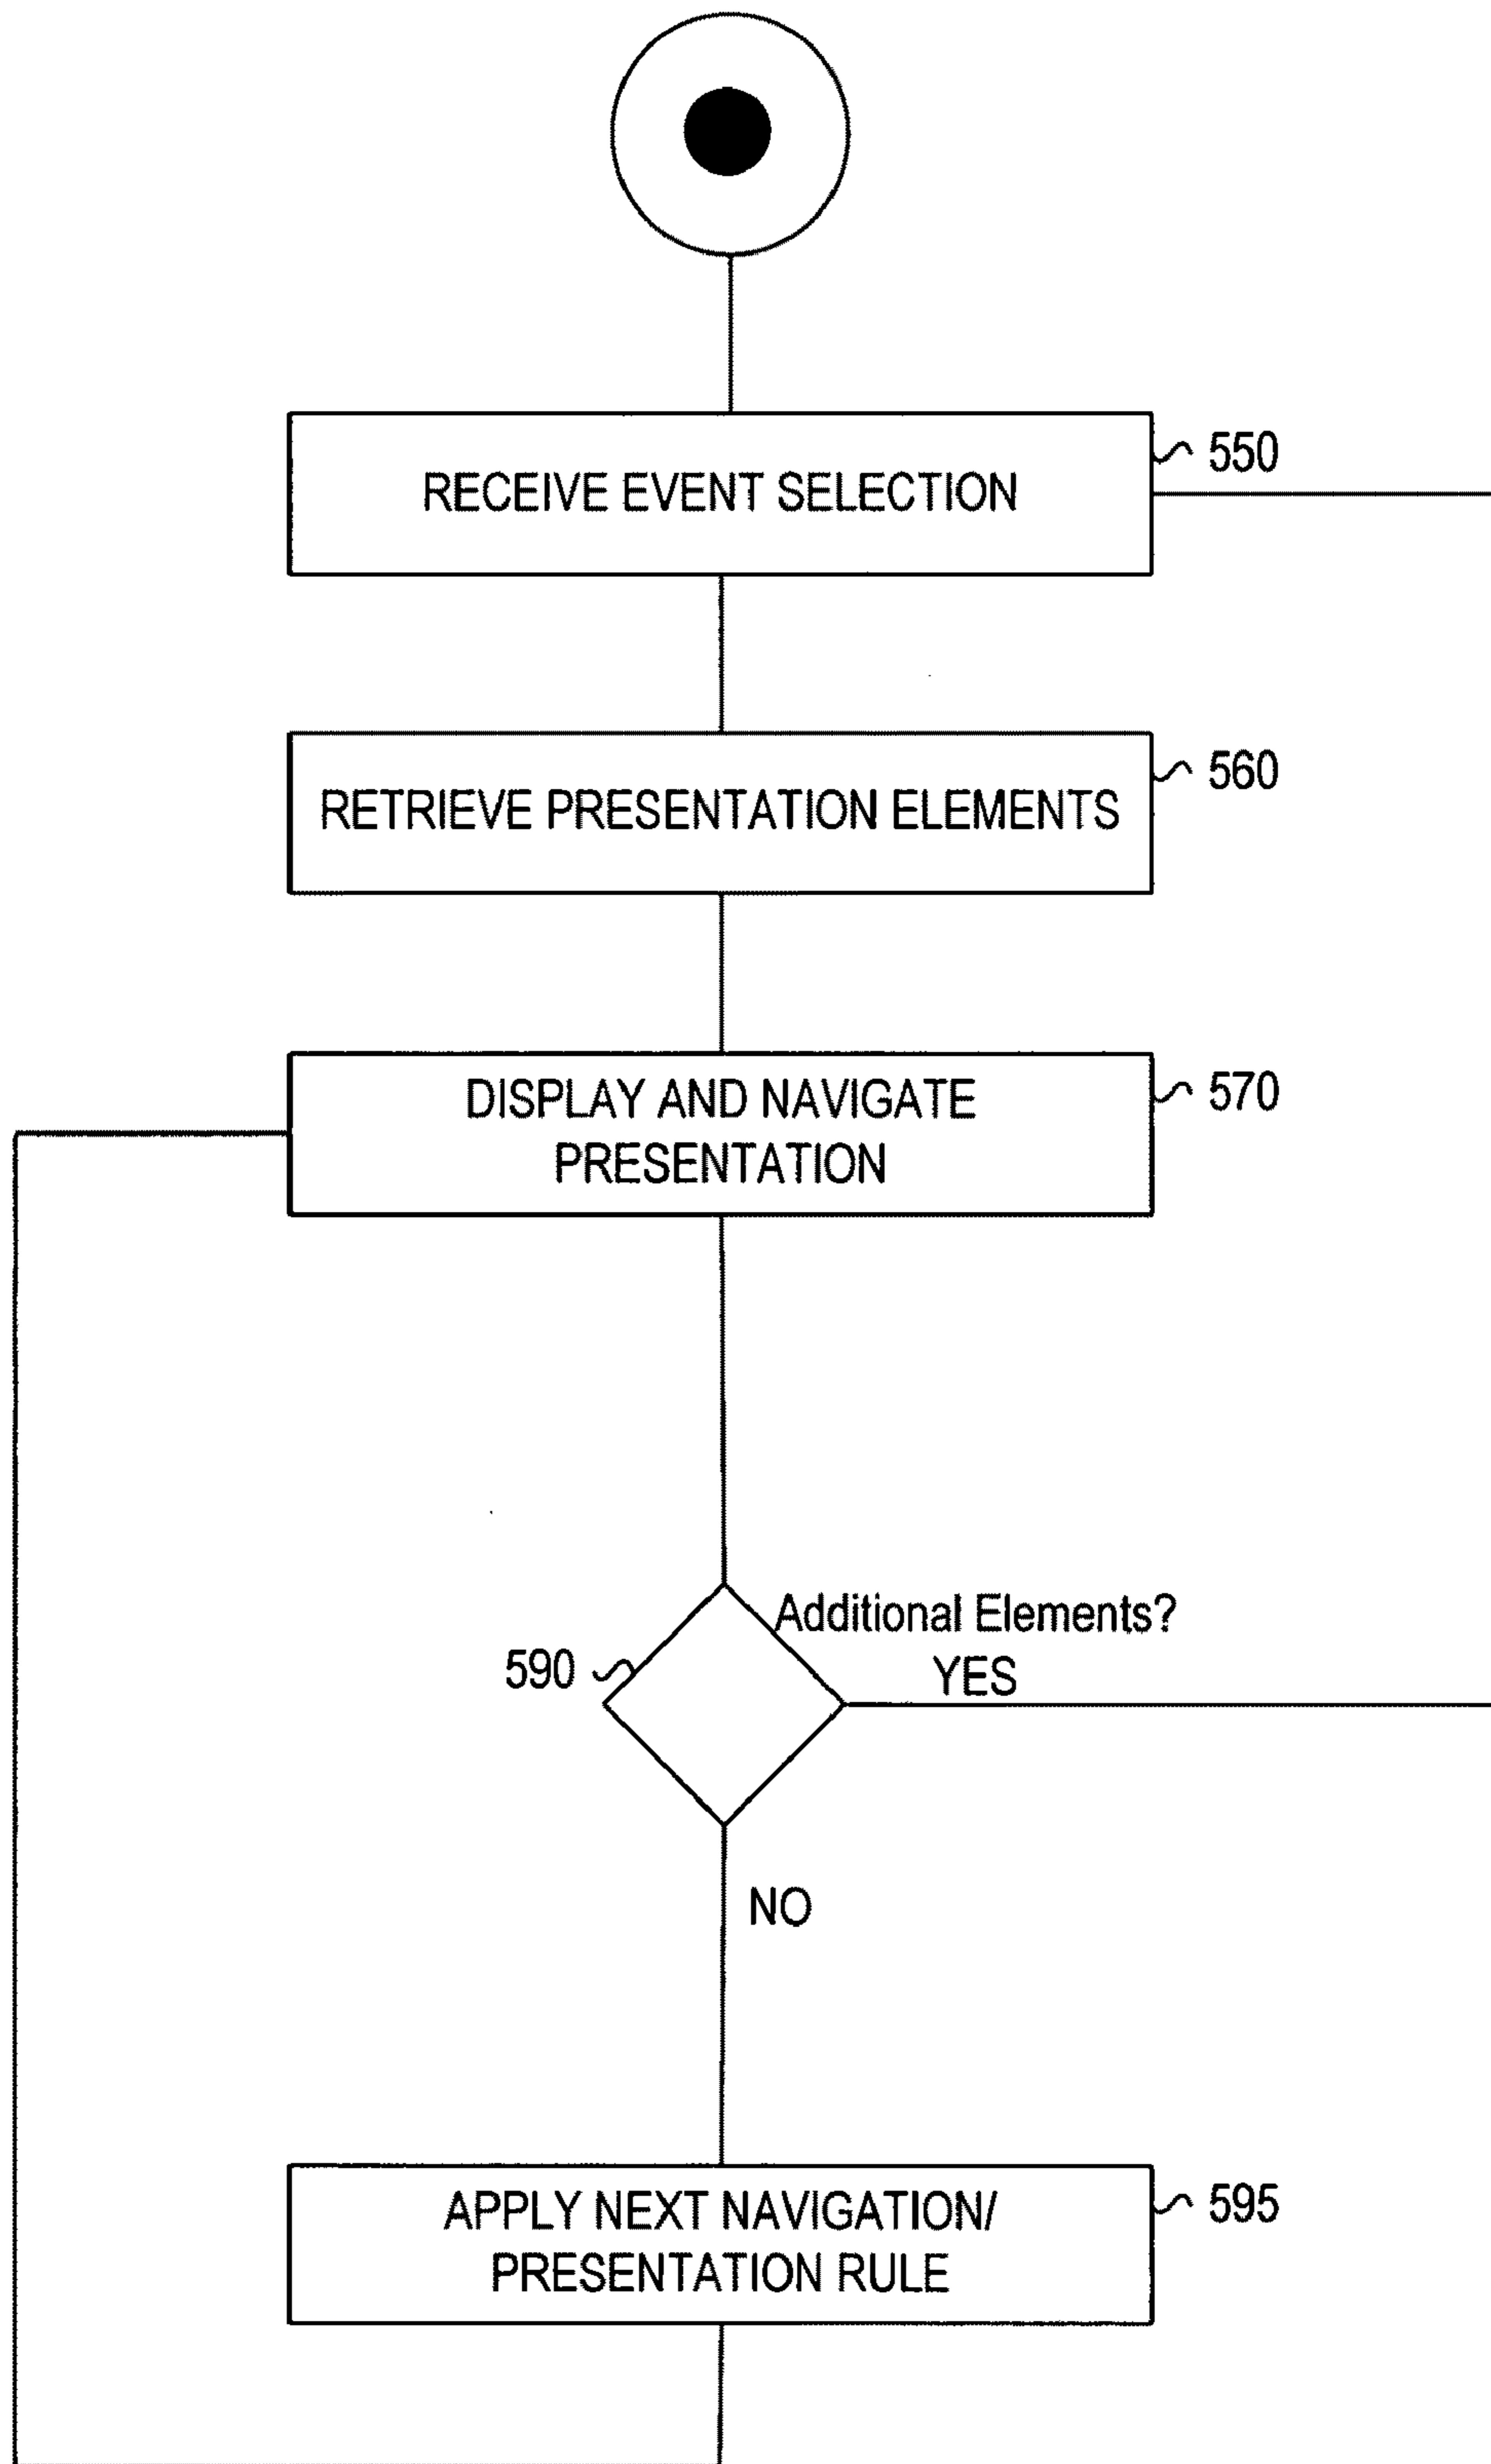 RECEIVE EVENT SELECTION
550
RETRIEVE PRESENTATION ELEMENTS
560
DISPLAY AND NAVIGATE
PRESENTATION
570
Additional Elements?
590
YES
NO
APPLY NEXT NAVIGATION/
PRESENTATION RULE
595